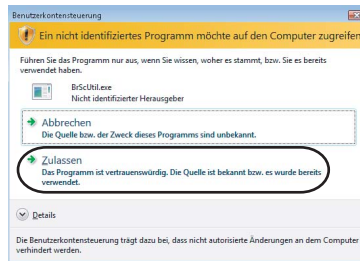 Benutzerkontensteuerung
Ein nicht identifiziertes Programm möchte auf den Computer zugreifen
Führen Sie das Programm nur aus, wenn Sie wissen, woher es stammt, bzw. Sie es bereits
verwendet haben.
BrScUtil.exe
Nicht identifizierter Herausgeber
Abbrechen
Die Quelle bzw. der Zweck dieses Programms sind unbekannt.
Zulassen
Das Programm ist vertrauenswürdig. Die Quelle ist bekannt bzw. es wurde bereits
verwendet.
Details
Die Benutzerkontensteuerung trägt dazu bei, dass nicht autorisierte Änderungen an dem Computer
verhindert werden.